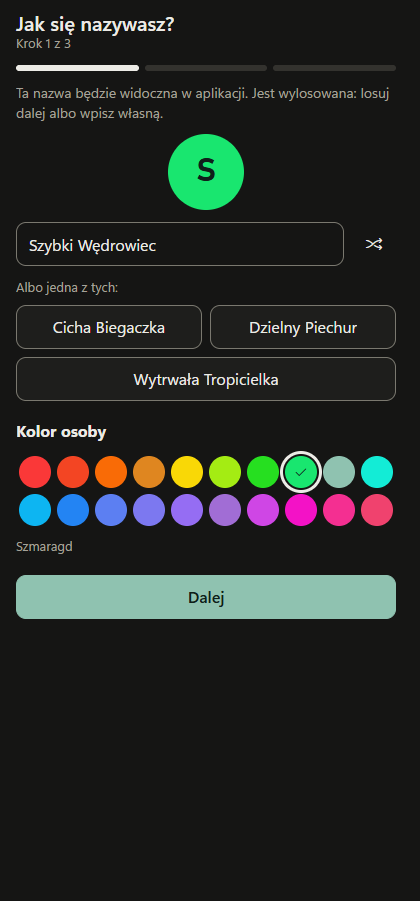 Jak się nazywasz?
Krok 1 z 3
Ta nazwa będzie widoczna w aplikacji. Jest wylosowana: losuj
dalej albo wpisz własną.
S
Szybki Wędrowiec
Albo jedna z tych:
Cicha Biegaczka
Dzielny Piechur
Wytrwała Tropicielka
Kolor osoby
Szmaragd
Dalej